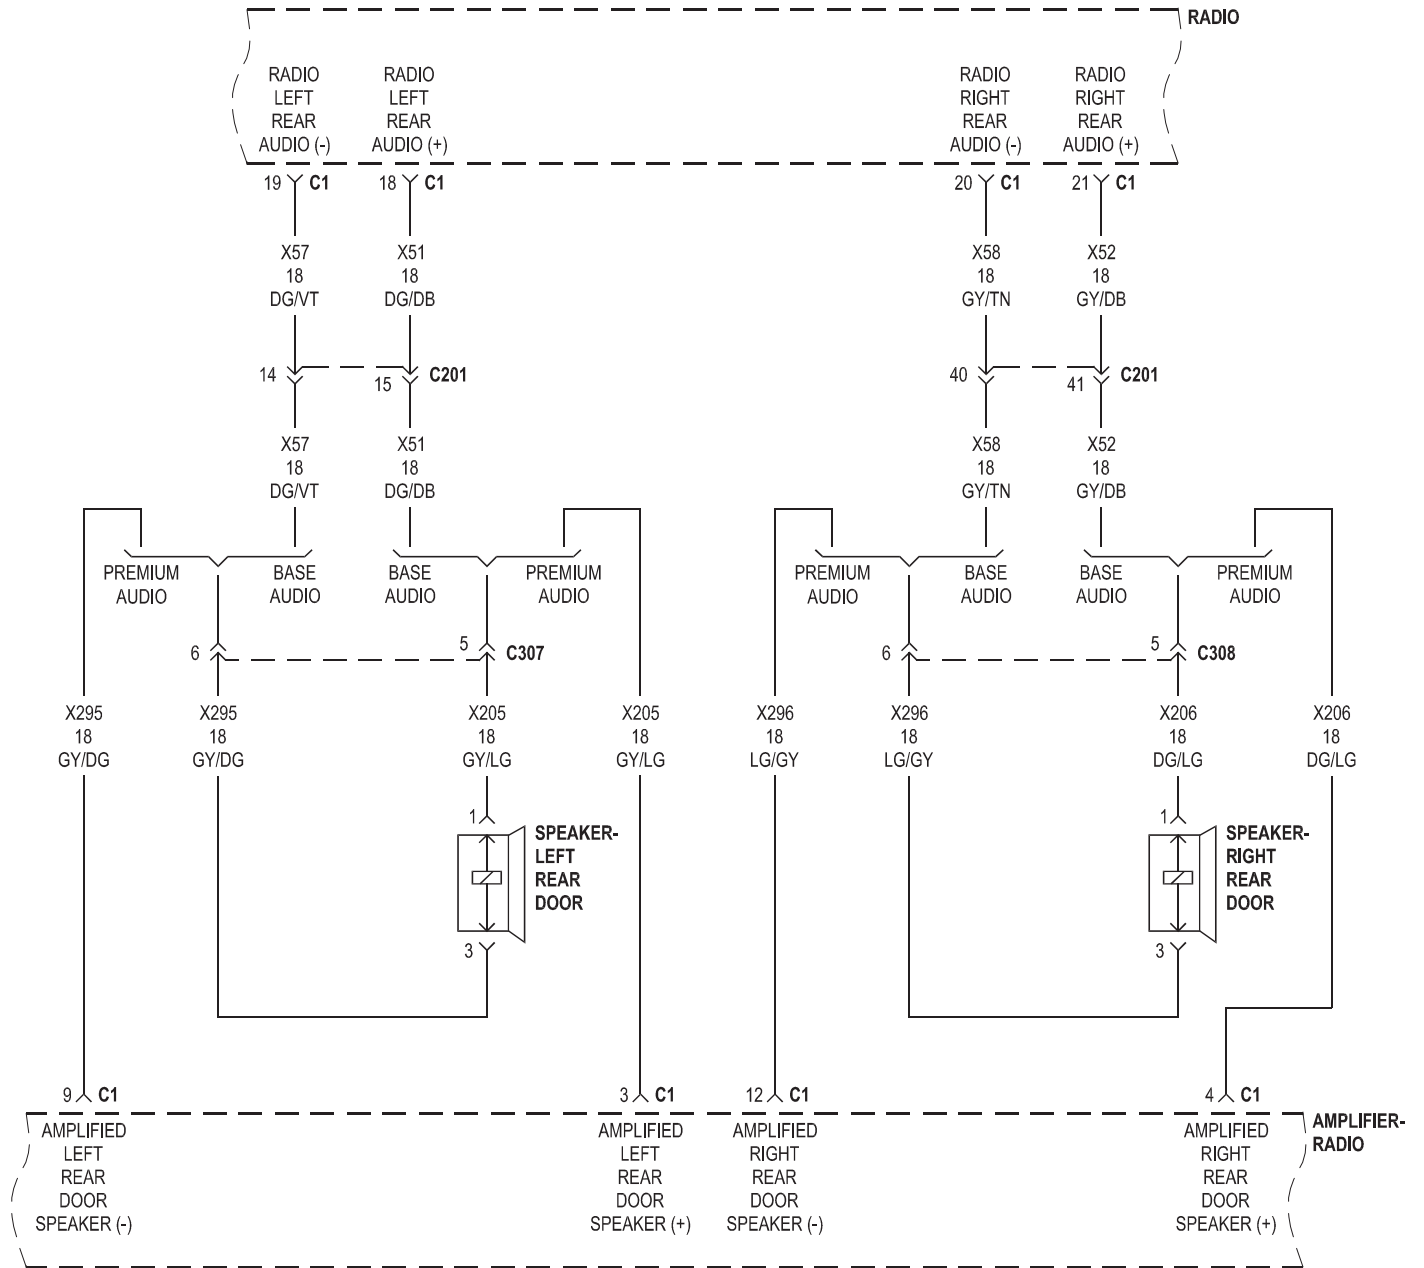 RADIO
RADIO
LEFT
REAR
AUDIO (-)
RADIO
LEFT
REAR
AUDIO (+)
RADIO
RIGHT
REAR
AUDIO (-)
RADIO
RIGHT
REAR
AUDIO (+)
19 C1
18 C1
20 C1
21 C1
X57
18
DG/VT
X51
18
DG/DB
X58
18
GY/TN
X52
18
GY/DB
14
15 C201
40
41 C201
X57
18
DG/VT
X51
18
DG/DB
X58
18
GY/TN
X52
18
GY/DB
PREMIUM
AUDIO
BASE
AUDIO
BASE
AUDIO
PREMIUM
AUDIO
PREMIUM
AUDIO
BASE
AUDIO
BASE
AUDIO
PREMIUM
AUDIO
6
5 C307
6
5 C308
X295
18
GY/DG
X295
18
GY/DG
X205
18
GY/LG
X205
18
GY/LG
X296
18
LG/GY
X296
18
LG/GY
X206
18
DG/LG
X206
18
DG/LG
1
SPEAKER-
LEFT
REAR
DOOR
3
1
SPEAKER-
RIGHT
REAR
DOOR
3
9 C1
3 C1
12 C1
4 C1
AMPLIFIER-
RADIO
AMPLIFIED
LEFT
REAR
DOOR
SPEAKER (-)
AMPLIFIED
LEFT
REAR
DOOR
SPEAKER (+)
AMPLIFIED
RIGHT
REAR
DOOR
SPEAKER (-)
AMPLIFIED
RIGHT
REAR
DOOR
SPEAKER (+)